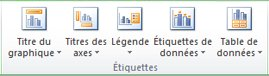 Titre du graphique
Titres des axes
Légende
Étiquettes de données
Table de données
Étiquettes